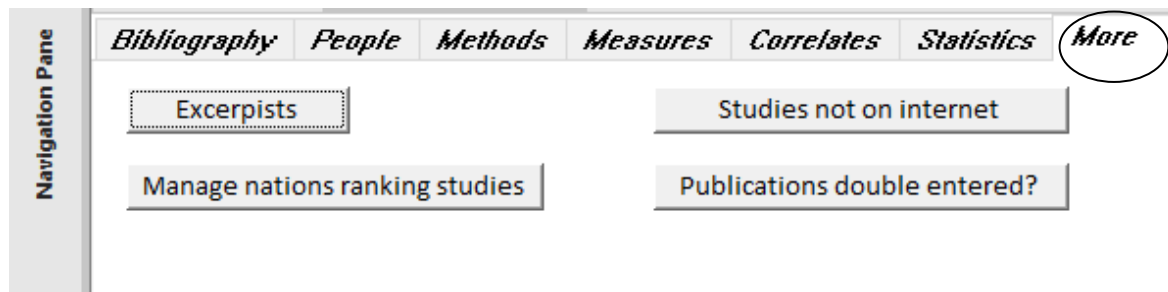 Navigation Pane
Bibliography People Methods Measures Correlates Statistics More
Excerpists Studies not on internet
Manage nations ranking studies Publications double entered?